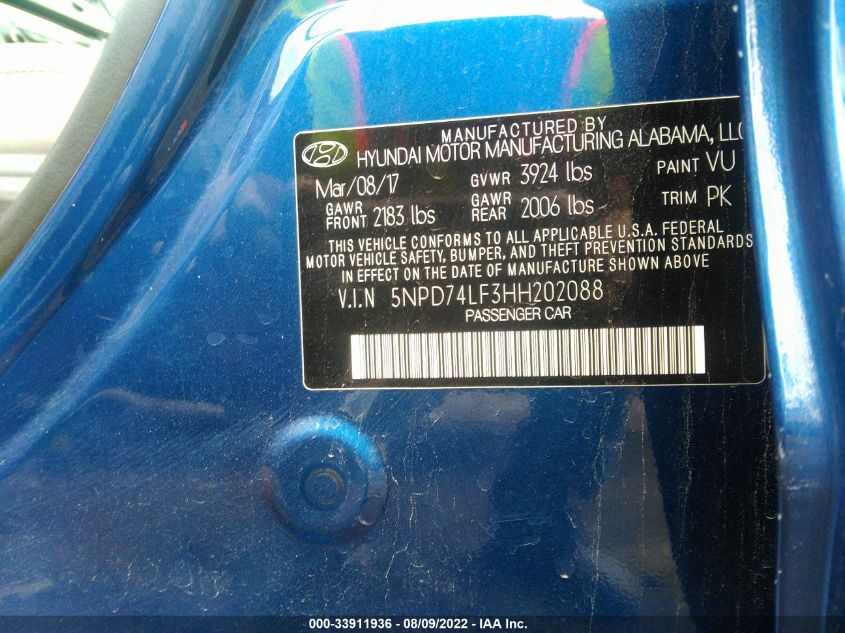 MANUFACTURED BY
HYUNDAI MOTOR MANUFACTURING ALABAMA, LLC
Mar/08/17 GVWR 3924 lbs PAINT VU
GAWR FRONT 2183 lbs GAWR REAR 2006 lbs TRIM PK
THIS VEHICLE CONFORMS TO ALL APPLICABLE U.S.A. FEDERAL
MOTOR VEHICLE SAFETY, BUMPER, AND THEFT PREVENTION STANDARDS
IN EFFECT ON THE DATE OF MANUFACTURE SHOWN ABOVE
V.I.N 5NPD74LF3HH202088
PASSENGER CAR
000-33911936 - 08/09/2022 - IAA Inc.